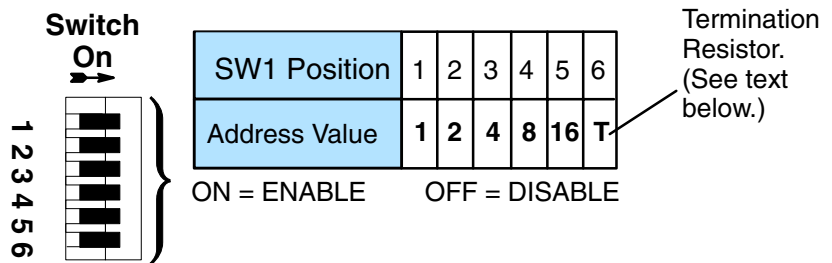 Switch
On
1
2
3
4
5
6
SW1 Position 1 2 3 4 5 6
Address Value 1 2 4 8 16 T
ON = ENABLE OFF = DISABLE
Termination
Resistor.
(See text
below.)